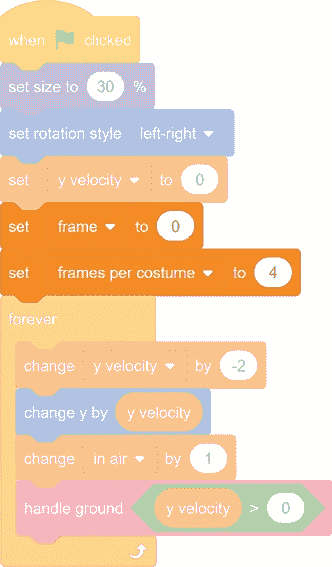 when clicked
set size to 30 %
set rotation style left-right
set y velocity to 0
set frame to 0
set frames per costume to 4
forever
change y velocity by -2
change y by y velocity
change in air by 1
handle ground y velocity > 0